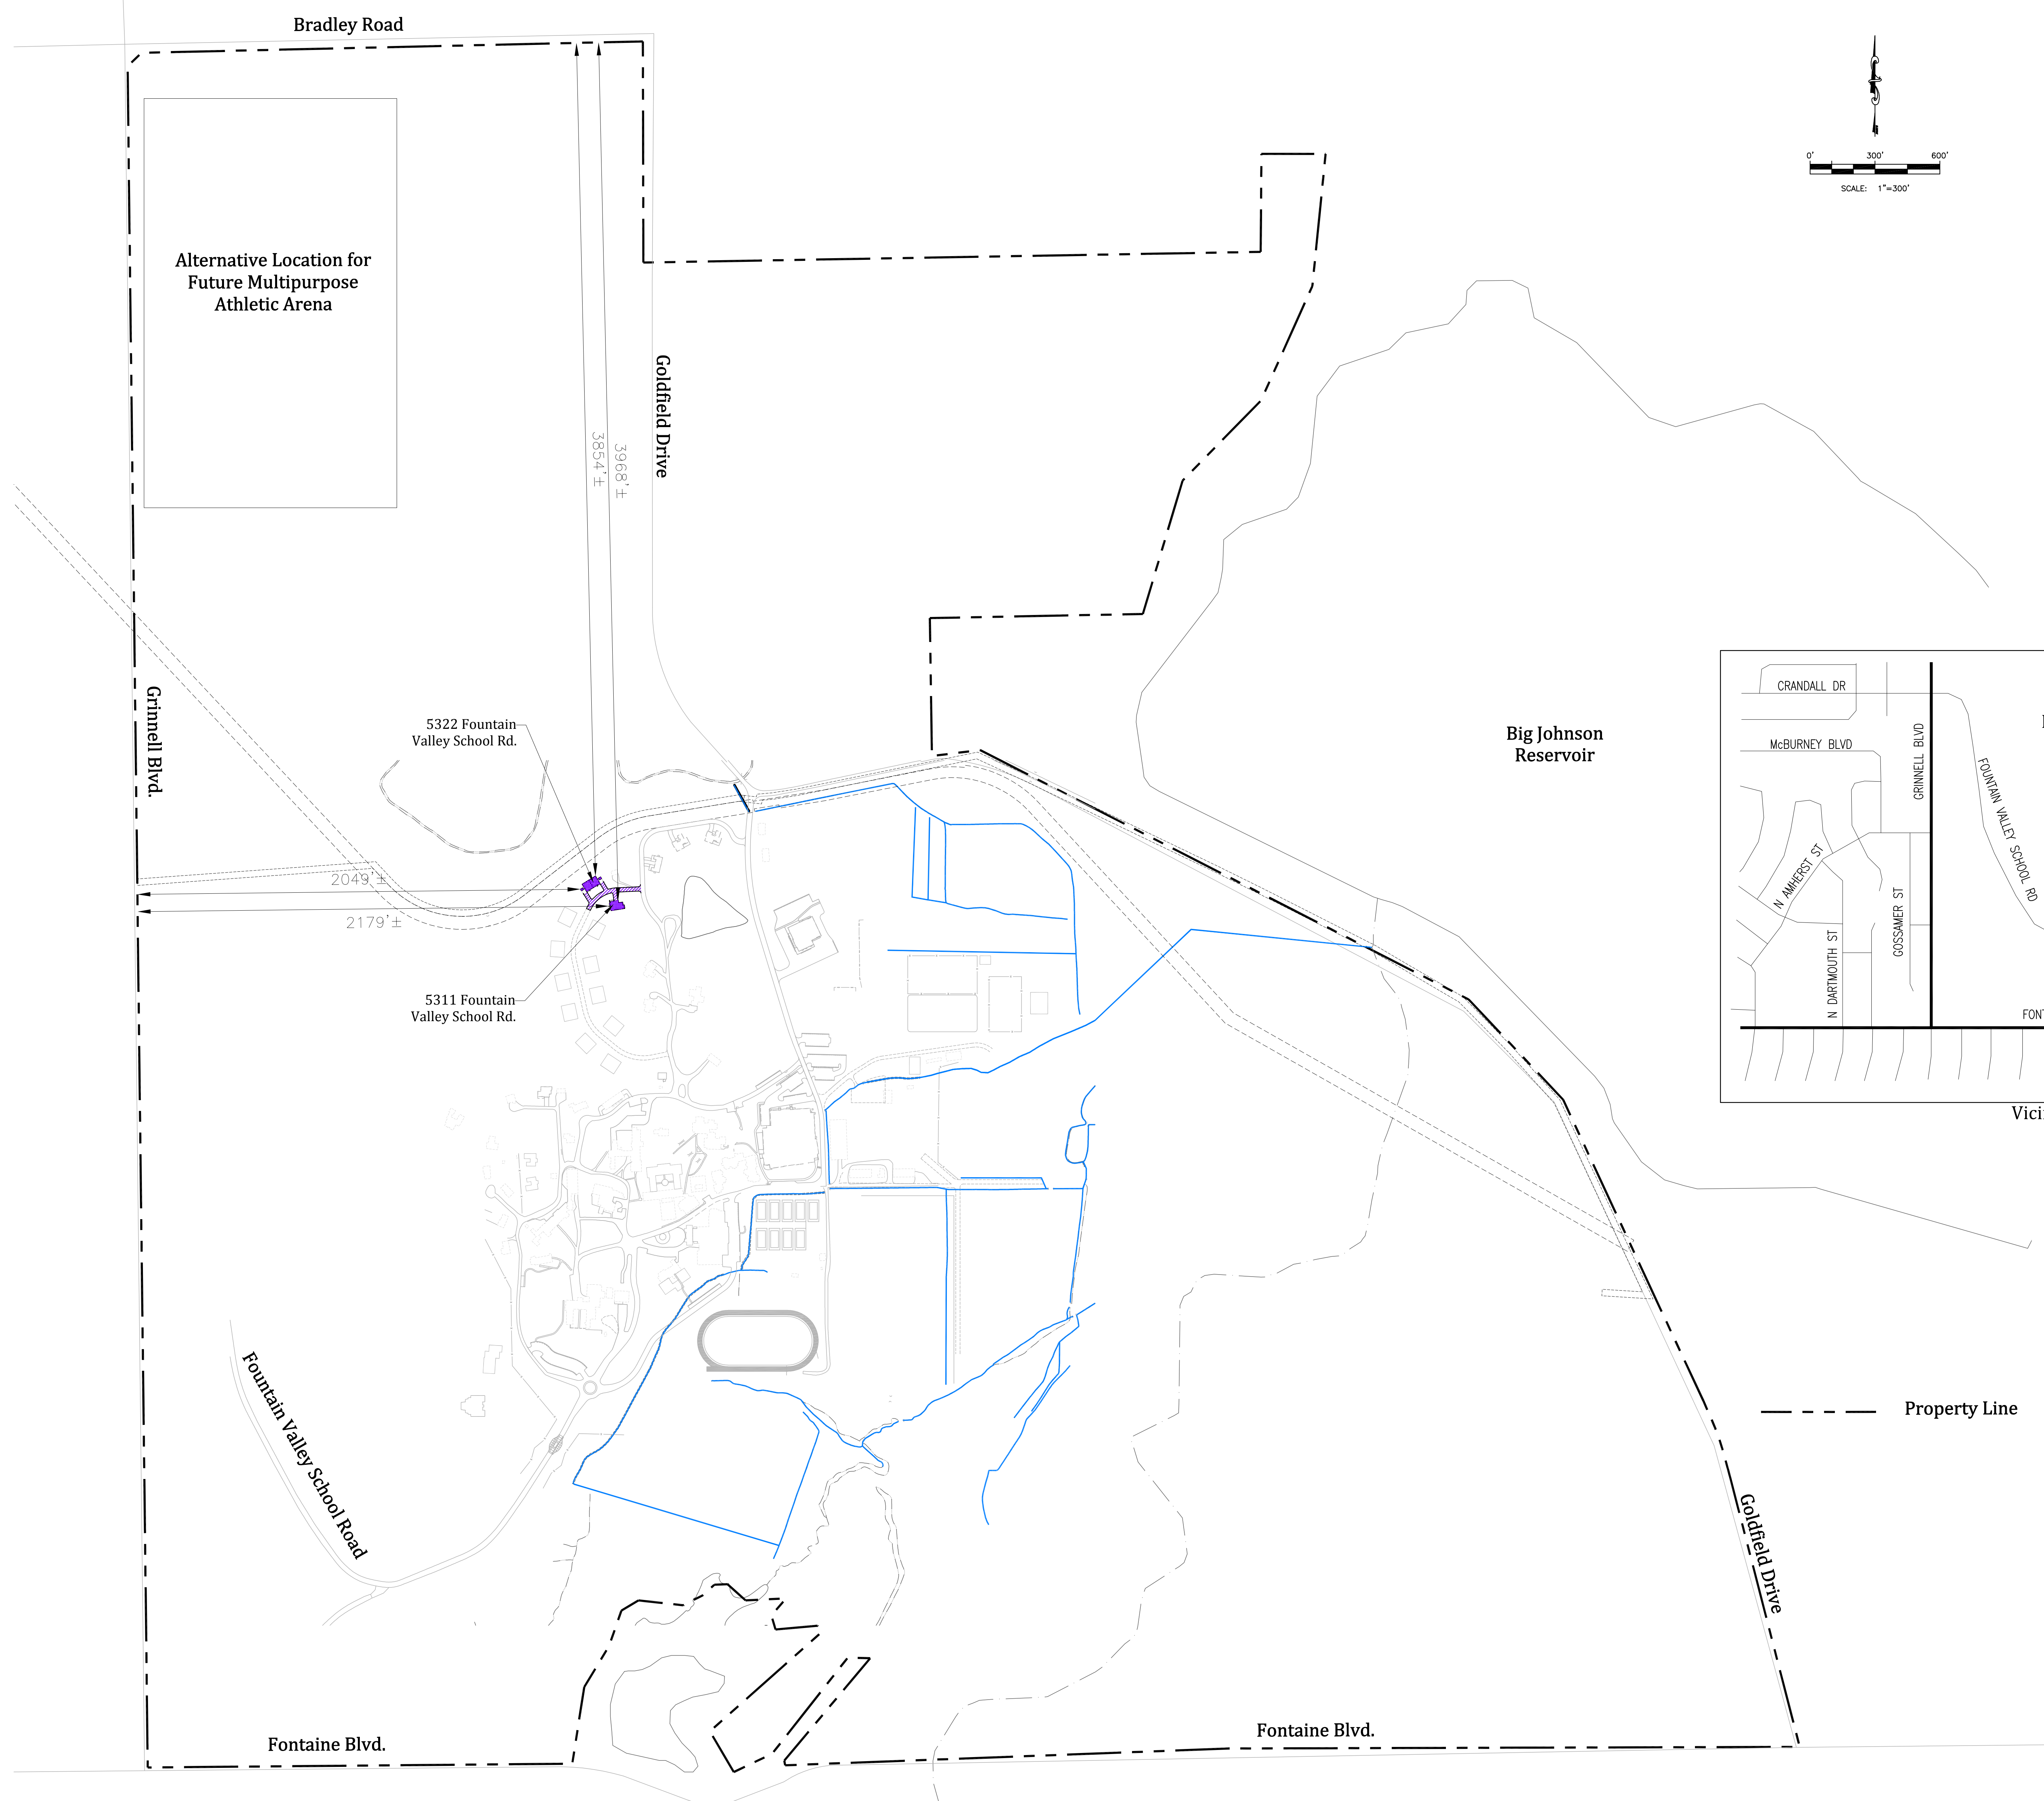 Bradley Road
0' 300' 600'
SCALE: 1"=300'
Alternative Location for
Future Multipurpose
Athletic Arena
Goldfield Drive
3854'±
3968'±
Grinnell Blvd.
5322 Fountain
Valley School Rd.
Big Johnson
Reservoir
CRANDALL DR
McBURNEY BLVD
GRINNELL BLVD
FOUNTAIN VALLEY SCHOOL RD
N AMHERST ST
GOSSAMER ST
N DARTMOUTH ST
FONT
Vici
2049'±
2179'±
5311 Fountain
Valley School Rd.
Fountain Valley School Road
Property Line
Goldfield Drive
Fontaine Blvd.
Fontaine Blvd.